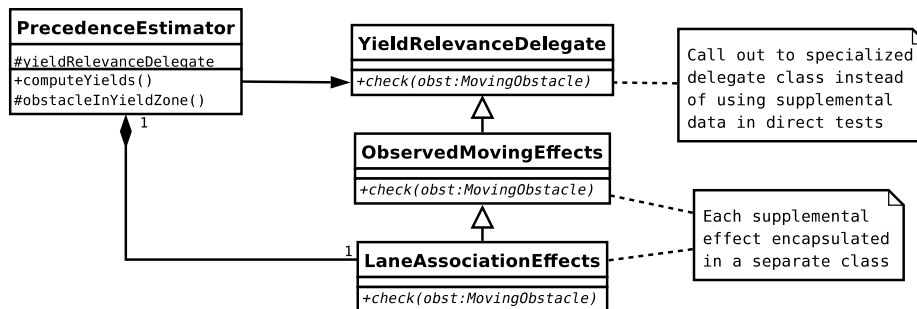 PrecedenceEstimator
#yieldRelevanceDelegate
+computeYields()
#obstacleInYieldZone()
1
YieldRelevanceDelegate
+check(obst:MovingObstacle)
Call out to specialized
delegate class instead
of using supplemental
data in direct tests
ObservedMovingEffects
+check(obst:MovingObstacle)
Each supplemental
effect encapsulated
in a separate class
1
LaneAssociationEffects
+check(obst:MovingObstacle)